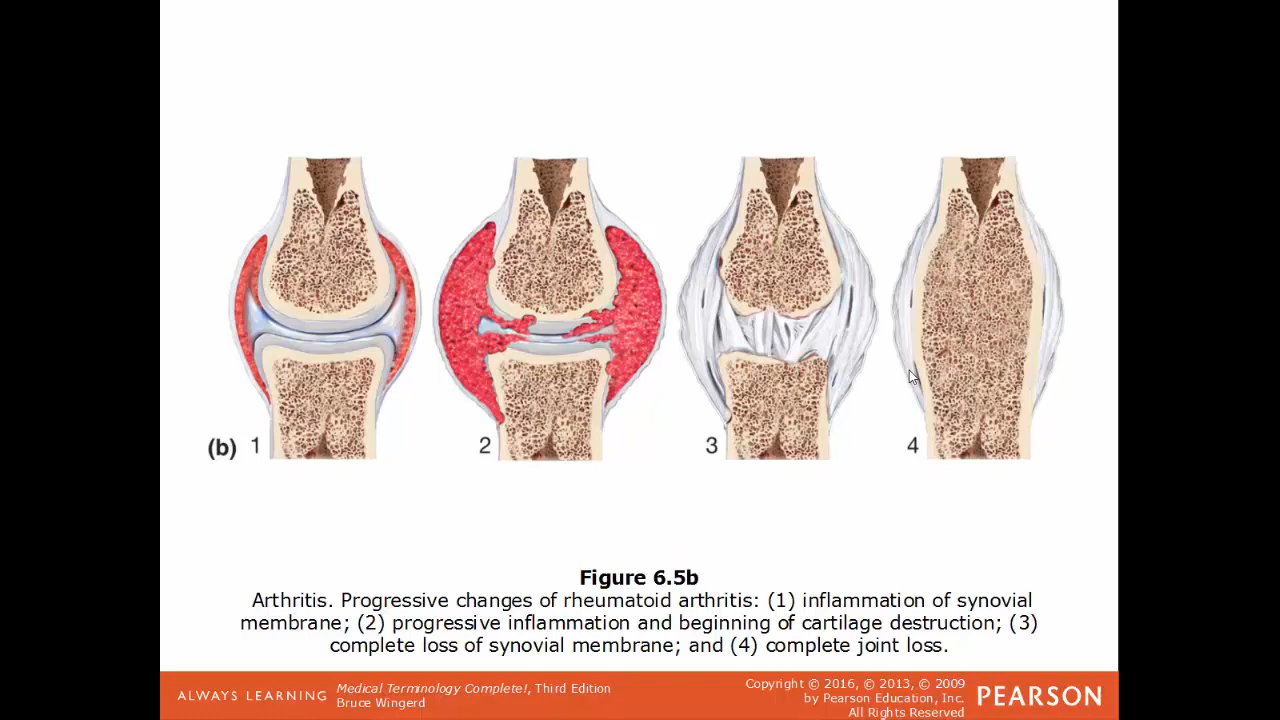 (b) 1 2 3 4
Figure 6.5b
Arthritis. Progressive changes of rheumatoid arthritis: (1) inflammation of synovial
membrane; (2) progressive inflammation and beginning of cartilage destruction; (3)
complete loss of synovial membrane; and (4) complete joint loss.
ALWAYS LEARNING
Medical Terminology Complete!, Third Edition
Bruce Wingerd
Copyright © 2016, © 2013, © 2009
by Pearson Education, Inc.
All Rights Reserved
PEARSON